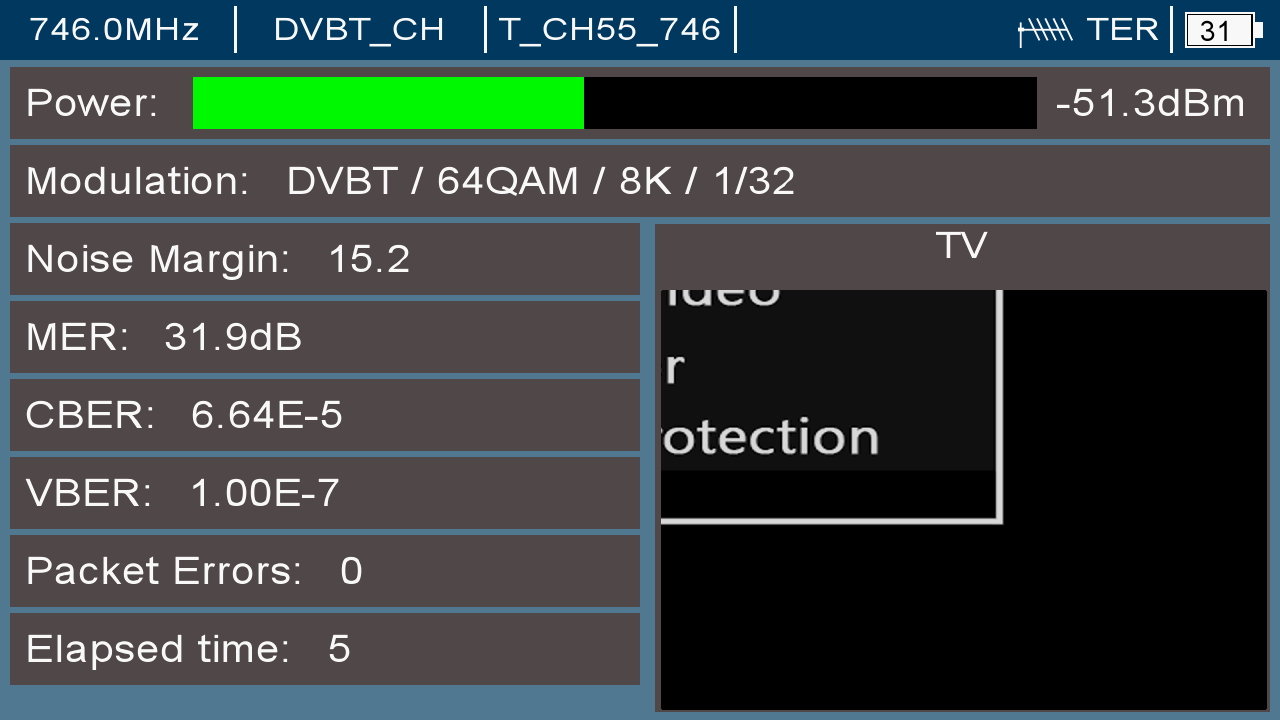 746.0MHz DVBT_CH T_CH55_746 TER 31
Power: -51.3dBm
Modulation: DVBT / 64QAM / 8K / 1/32
Noise Margin: 15.2
TV
MER: 31.9dB
CBER: 6.64E-5
VBER: 1.00E-7
Packet Errors: 0
Elapsed time: 5
ideo
r
otection